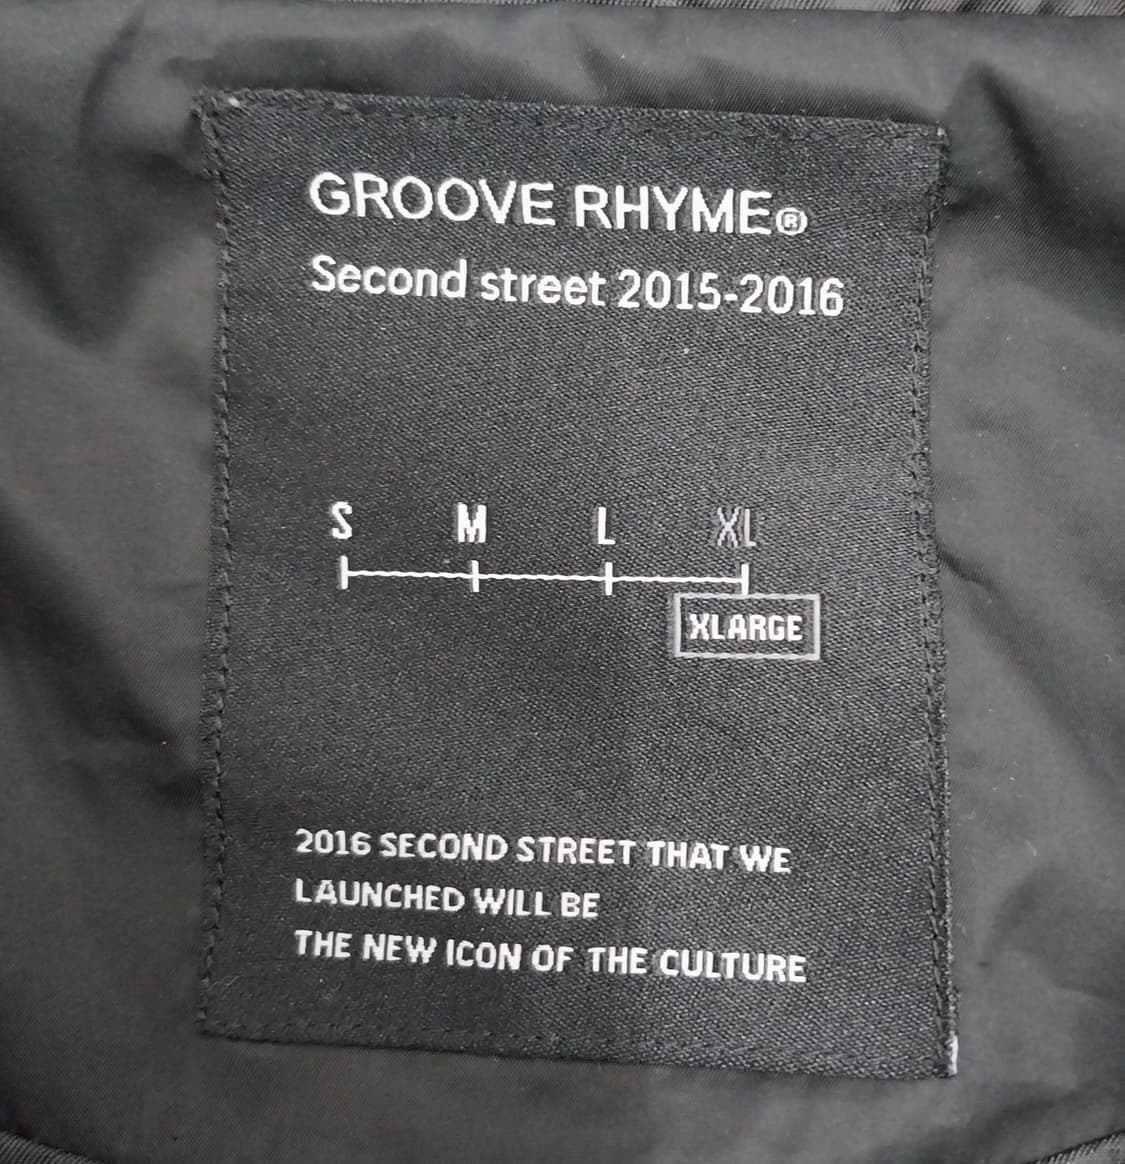 GROOVE RHYME®
Second street 2015-2016
S M L XL
XLARGE
2016 SECOND STREET THAT WE
LAUNCHED WILL BE
THE NEW ICON OF THE CULTURE